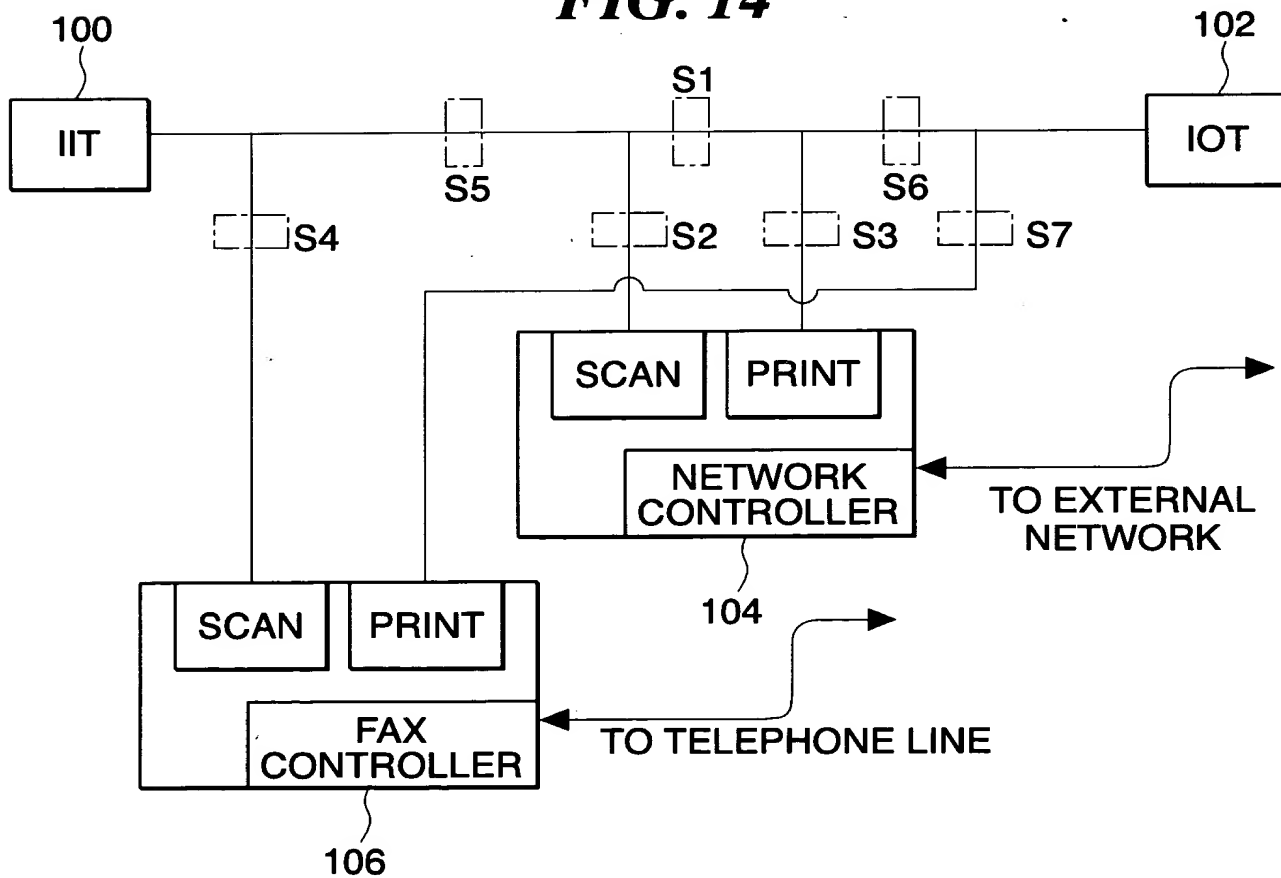 FIG. 14
100
102
IIT
S5
S1
S6
IOT
S4
S2
S3
S7
SCAN
PRINT
NETWORK
CONTROLLER
TO EXTERNAL
NETWORK
104
SCAN
PRINT
FAX
CONTROLLER
TO TELEPHONE LINE
106